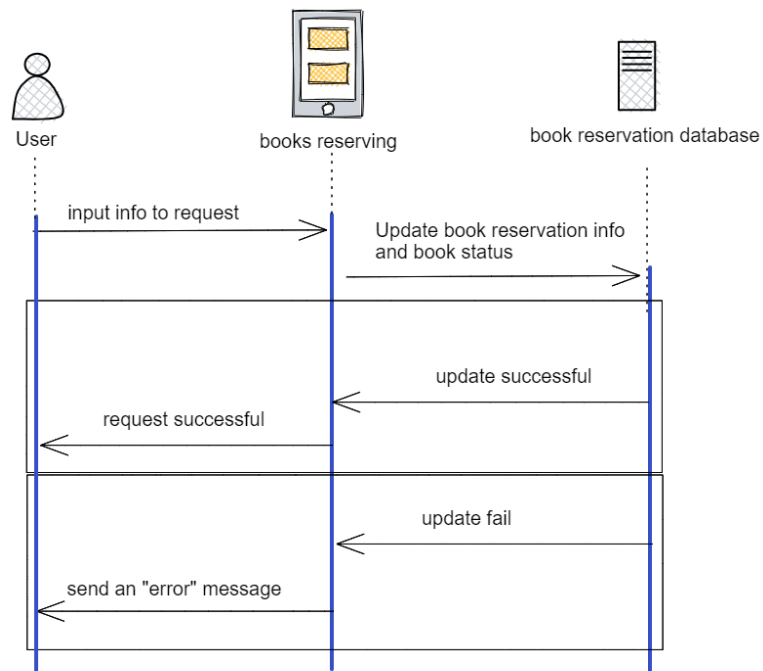 User
books reserving
book reservation database
input info to request
Update book reservation info
and book status
update successful
request successful
update fail
send an "error" message